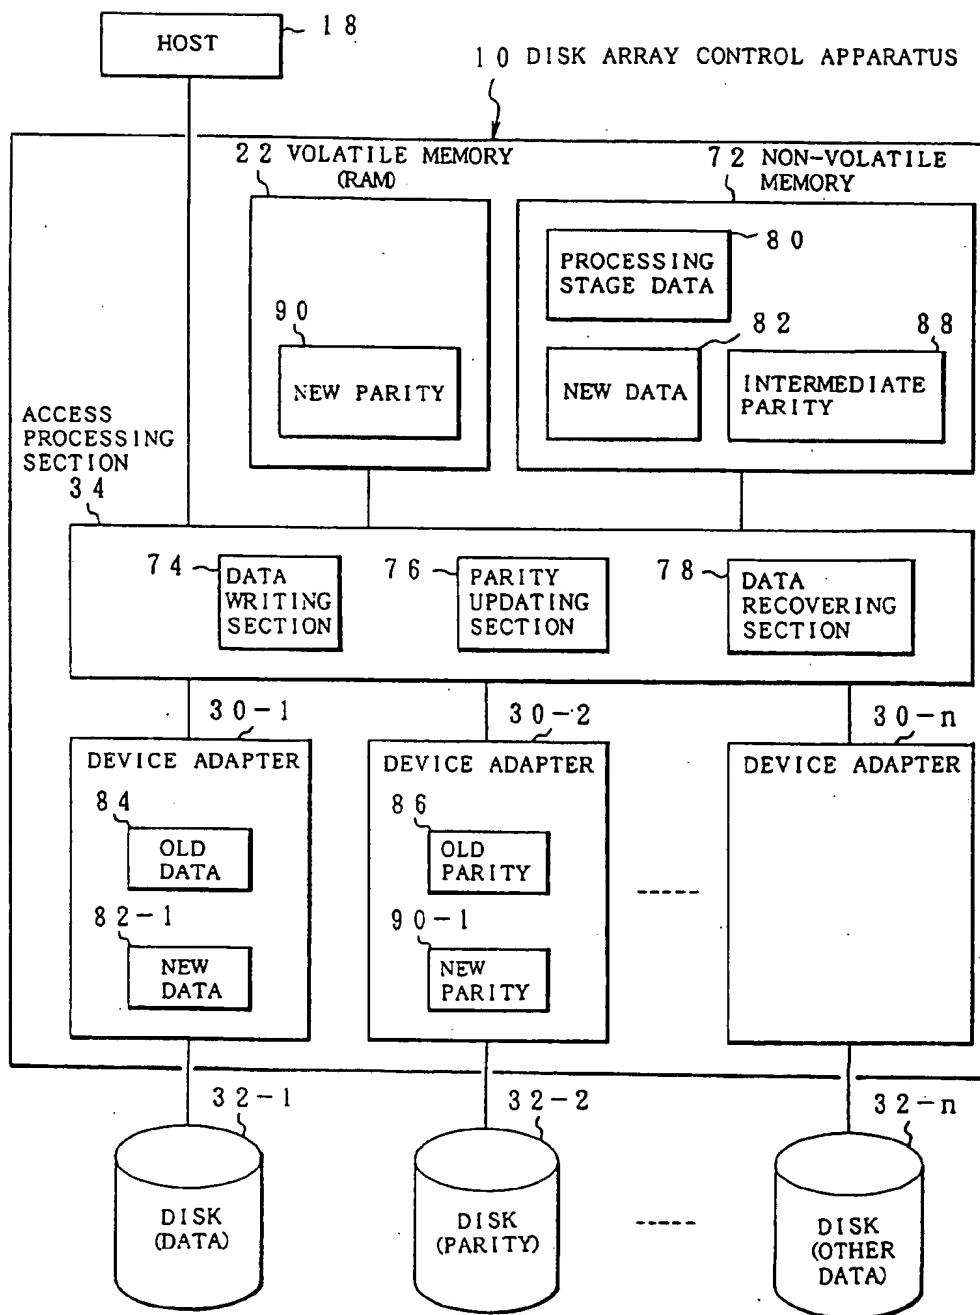 HOST
18
10 DISK ARRAY CONTROL APPARATUS
22 VOLATILE MEMORY
(RAM)
72 NON-VOLATILE
MEMORY
80
PROCESSING
STAGE DATA
90
NEW PARITY
82
NEW DATA
88
INTERMEDIATE
PARITY
ACCESS
PROCESSING
SECTION
34
74
DATA
WRITING
SECTION
76
PARITY
UPDATING
SECTION
78
DATA
RECOVERING
SECTION
30-1
DEVICE ADAPTER
84
OLD
DATA
82-1
NEW
DATA
30-2
DEVICE ADAPTER
86
OLD
PARITY
90-1
NEW
PARITY
30-n
DEVICE ADAPTER
32-1
DISK
(DATA)
32-2
DISK
(PARITY)
32-n
DISK
(OTHER
DATA)